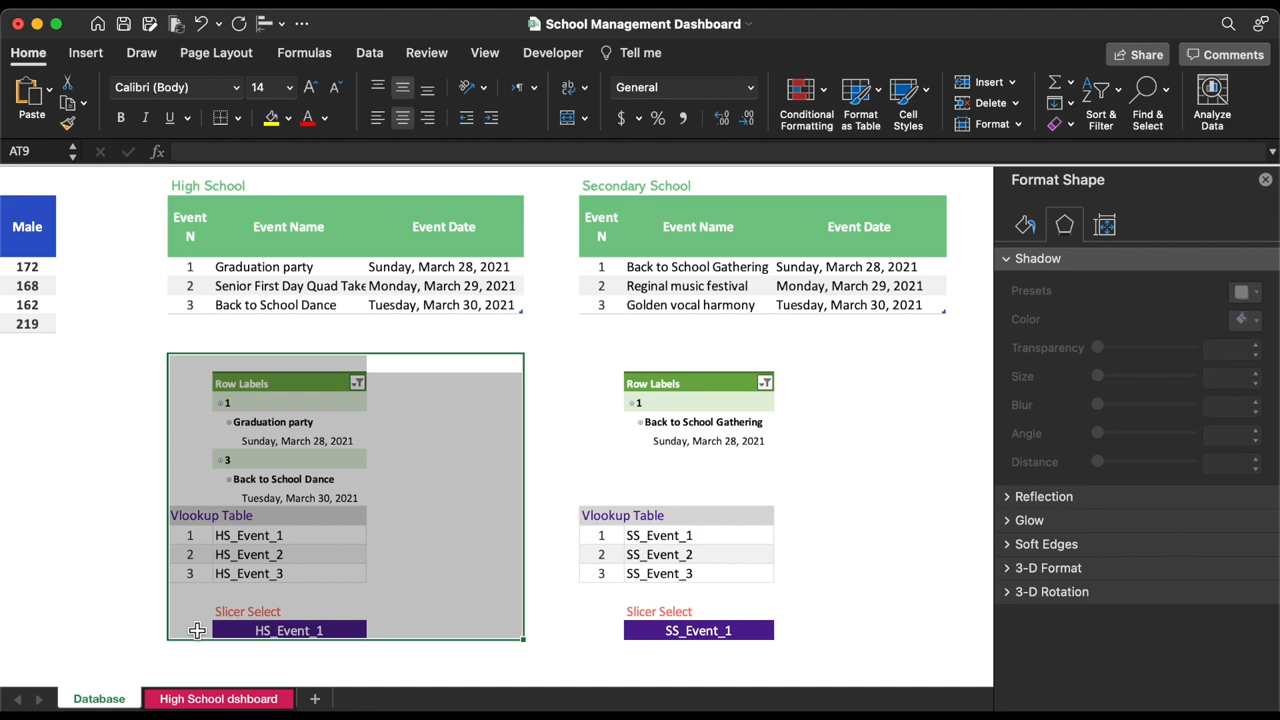 School Management Dashboard
Home Insert Draw Page Layout Formulas Data Review View Developer Tell me Share Comments
Paste
Calibri (Body) 14
B I U
General
Conditional Formatting
Format as Table
Cell Styles
Insert
Delete
Format
Sort & Filter
Find & Select
Analyze Data
AT9 fx
Male
172
168
162
219
High School
Event N Event Name Event Date
1 Graduation party Sunday, March 28, 2021
2 Senior First Day Quad Take Monday, March 29, 2021
3 Back to School Dance Tuesday, March 30, 2021
Secondary School
Event N Event Name Event Date
1 Back to School Gathering Sunday, March 28, 2021
2 Reginal music festival Monday, March 29, 2021
3 Golden vocal harmony Tuesday, March 30, 2021
Row Labels
1
Graduation party
Sunday, March 28, 2021
3
Back to School Dance
Tuesday, March 30, 2021
Vlookup Table
1 HS_Event_1
2 HS_Event_2
3 HS_Event_3
Slicer Select
HS_Event_1
Row Labels
1
Back to School Gathering
Sunday, March 28, 2021
Vlookup Table
1 SS_Event_1
2 SS_Event_2
3 SS_Event_3
Slicer Select
SS_Event_1
Format Shape
Shadow
Presets
Color
Transparency
Size
Blur
Angle
Distance
Reflection
Glow
Soft Edges
3-D Format
3-D Rotation
Database High School dshboard +